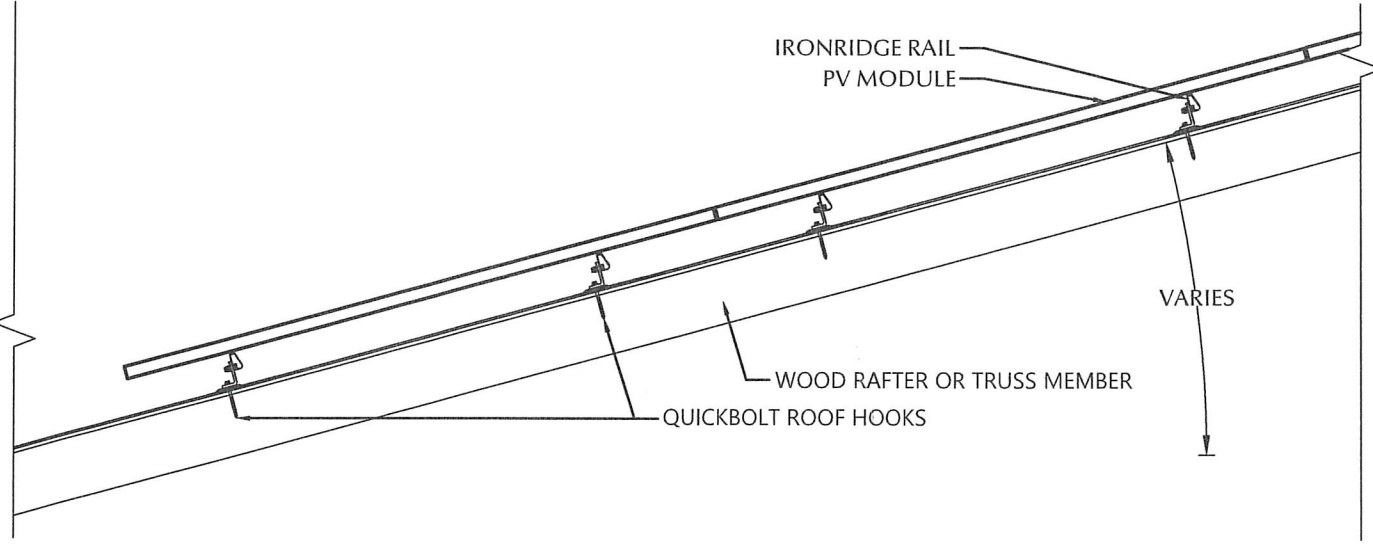 IRONRIDGE RAIL
PV MODULE
VARIES
WOOD RAFTER OR TRUSS MEMBER
QUICKBOLT ROOF HOOKS